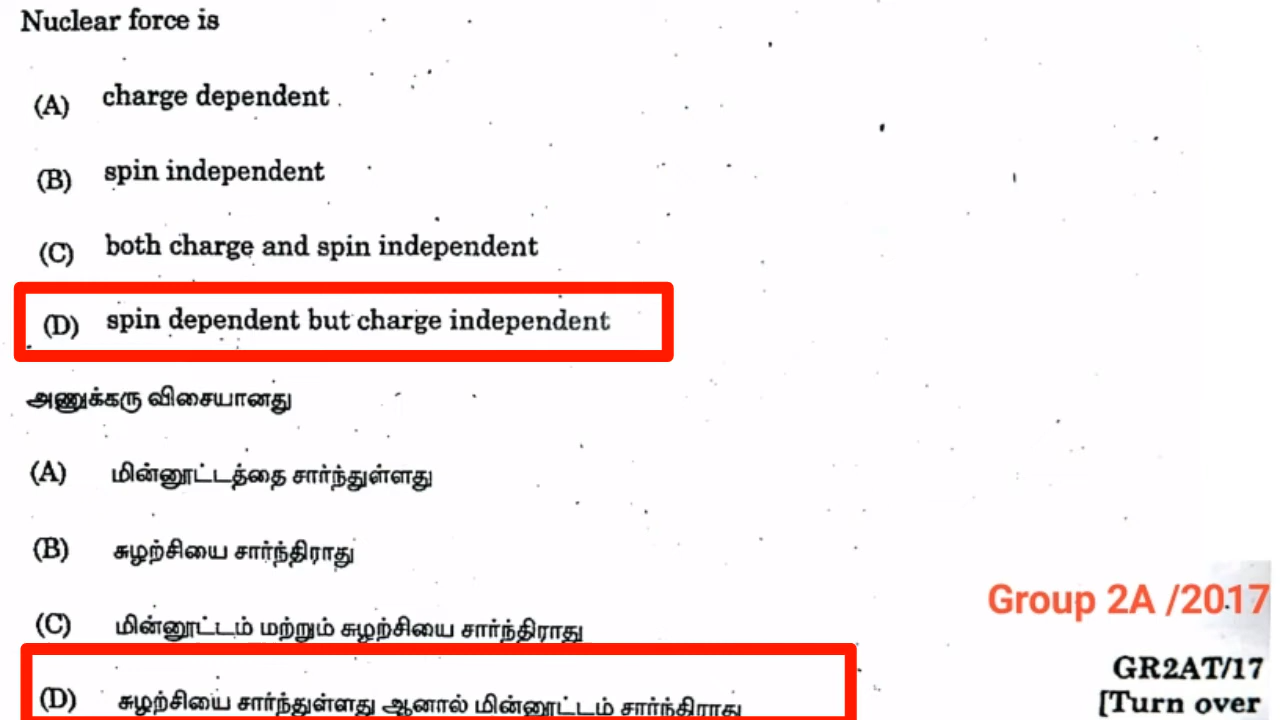 Nuclear force is
(A) charge dependent
(B) spin independent
(C) both charge and spin independent
(D) spin dependent but charge independent
அணுக்கரு விசையானது
(A) மின்னூட்டத்தை சார்ந்துள்ளது
(B) சுழற்சியை சார்ந்திராது
(C) மின்னூட்டம் மற்றும் சுழற்சியை சார்ந்திராது
(D) சுழற்சியை சார்ந்துள்ளது ஆனால் மின்னூட்டம் சார்ந்திராது
Group 2A /2017
GR2AT/17
[Turn over